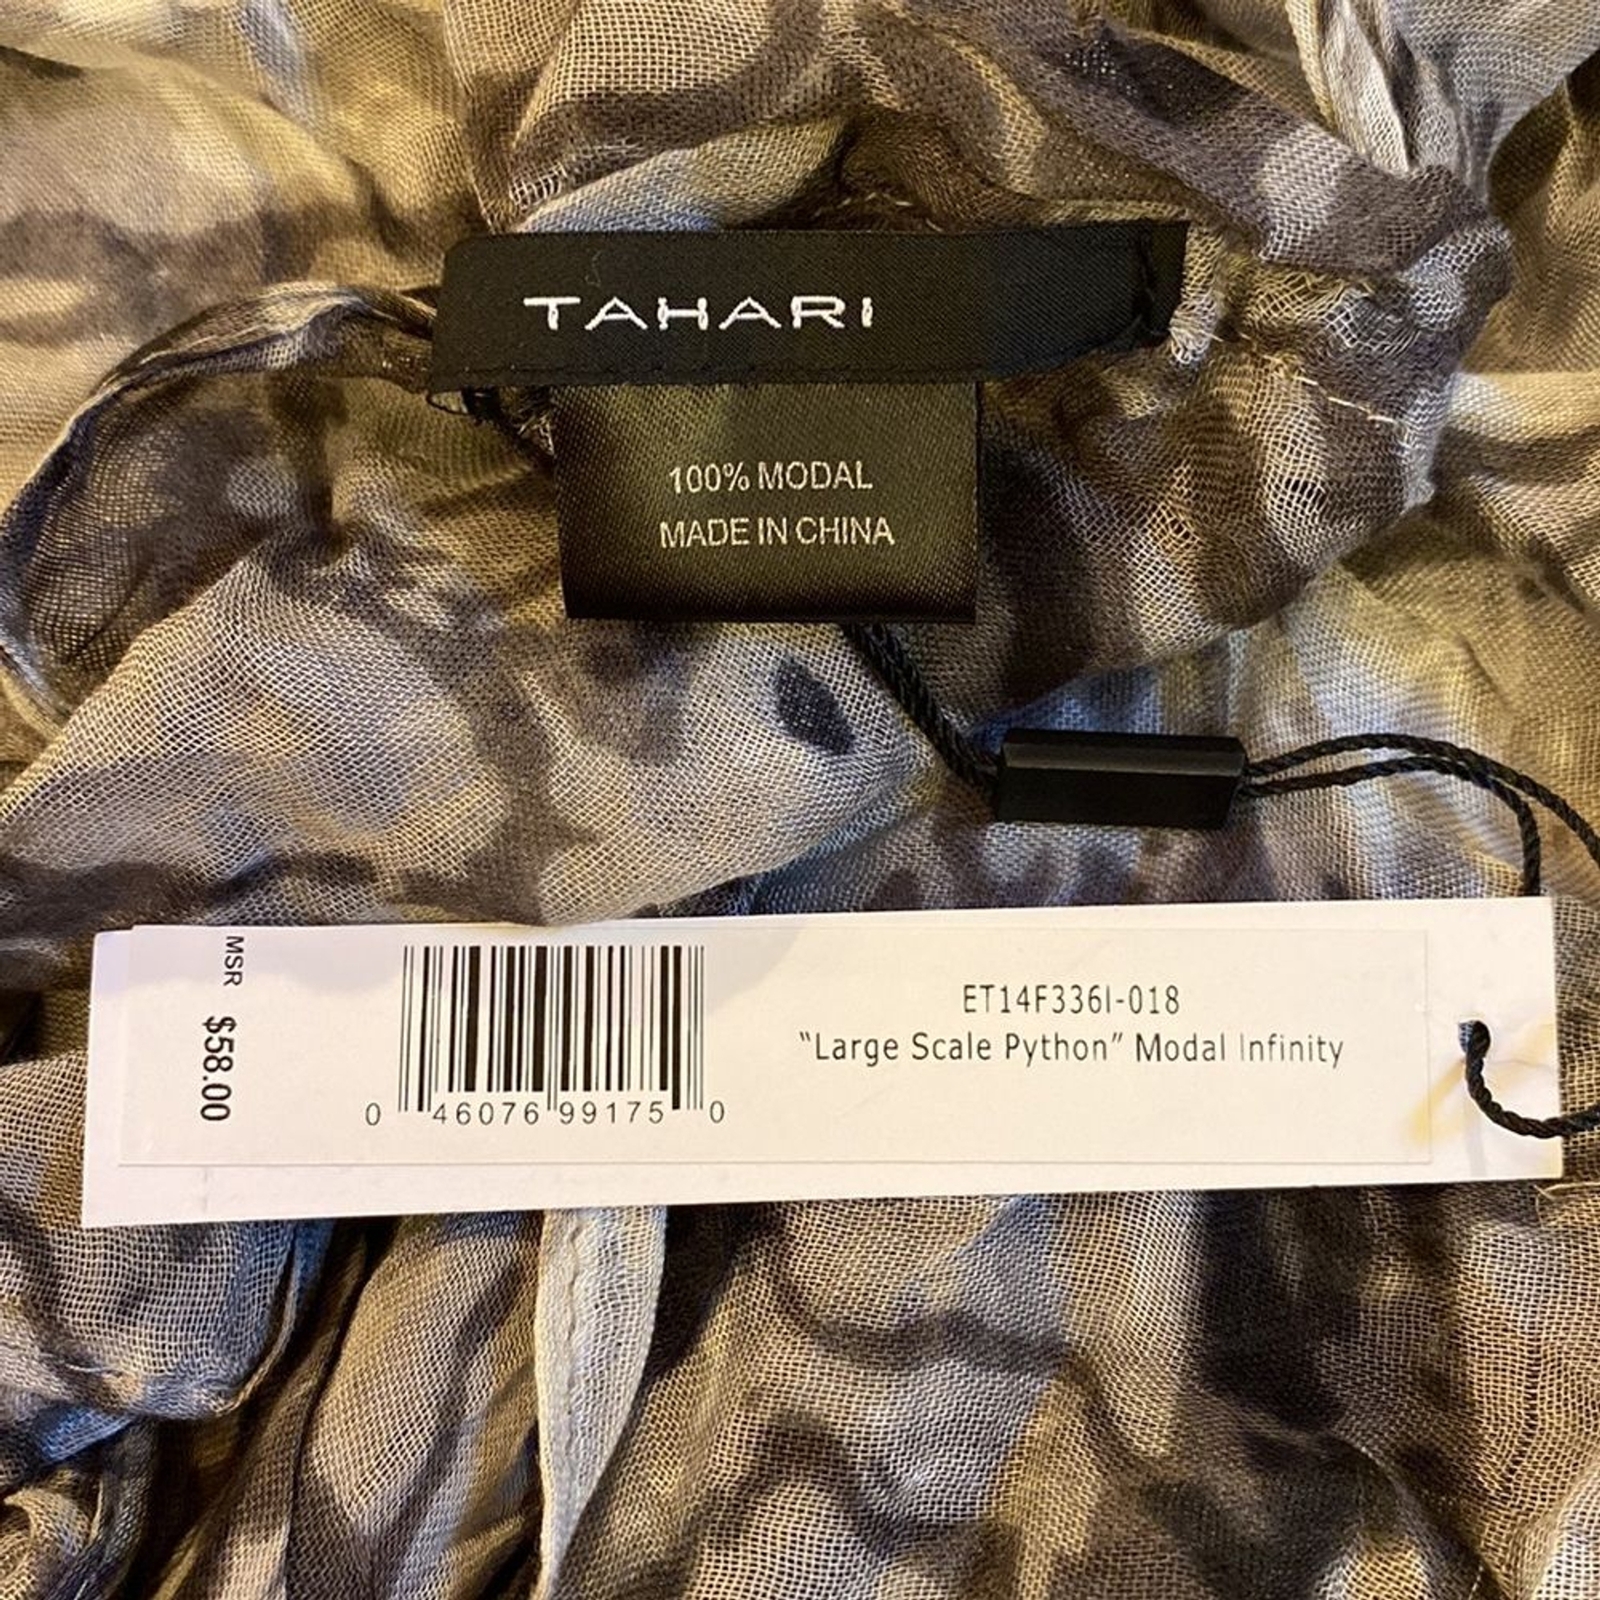 TAHARI
100% MODAL
MADE IN CHINA
MSR $58.00
0 46076 99175 0
ET14F336I-018
"Large Scale Python" Modal Infinity